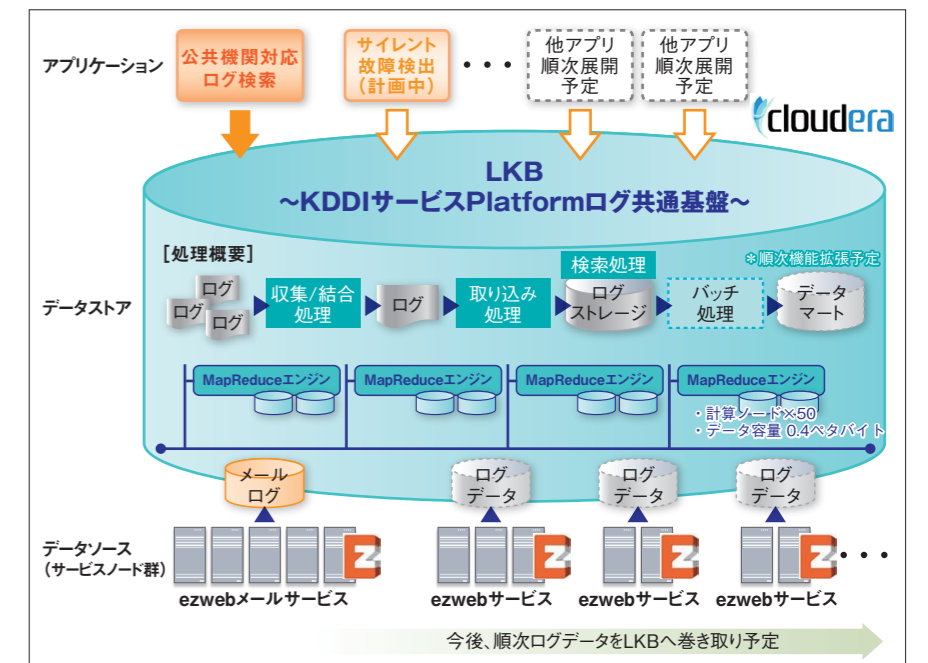 アプリケーション
公共機関対応
ログ検索
サイレント
故障検出
(計画中)
・・・
他アプリ
順次展開
予定
他アプリ
順次展開
予定
cloudera
LKB
～KDDIサービスPlatformログ共通基盤～
データストア
[処理概要]
ログ
ログ
ログ
収集/結合
処理
ログ
取り込み
処理
検索処理
ログ
ストレージ
バッチ
処理
＊順次機能拡張予定
データ
マート
MapReduceエンジン
MapReduceエンジン
MapReduceエンジン
MapReduceエンジン
・計算ノード×50
・データ容量 0.4ペタバイト
メール
ログ
ログ
データ
ログ
データ
ログ
データ
データソース
(サービスノード群)
・・・
ezwebメールサービス
ezwebサービス
ezwebサービス
ezwebサービス
今後、順次ログデータをLKBへ巻き取り予定